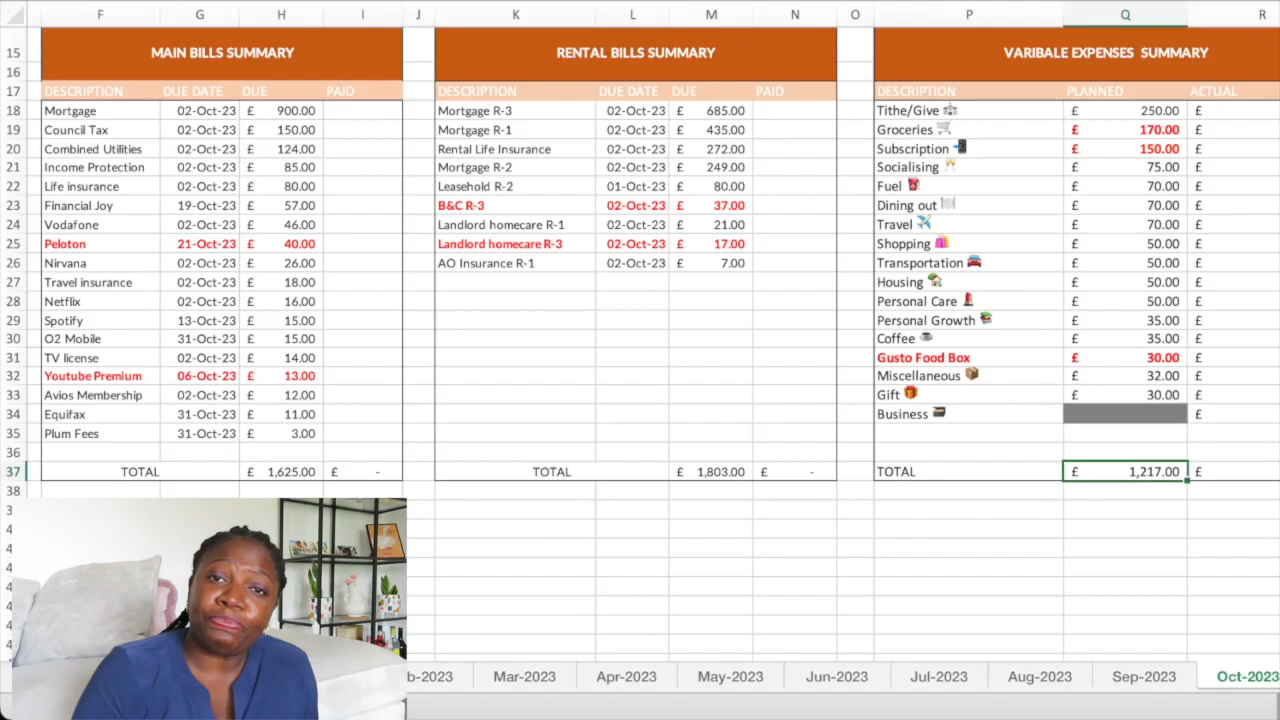 F G H I J K L M N O P Q R
15 MAIN BILLS SUMMARY RENTAL BILLS SUMMARY VARIBALE EXPENSES SUMMARY
16
17 DESCRIPTION DUE DATE DUE PAID DESCRIPTION DUE DATE DUE PAID DESCRIPTION PLANNED ACTUAL
18 Mortgage 02-Oct-23 £ 900.00 Mortgage R-3 02-Oct-23 £ 685.00 Tithe/Give £ 250.00 £
19 Council Tax 02-Oct-23 £ 150.00 Mortgage R-1 02-Oct-23 £ 435.00 Groceries £ 170.00 £
20 Combined Utilities 02-Oct-23 £ 124.00 Rental Life Insurance 02-Oct-23 £ 272.00 Subscription £ 150.00 £
21 Income Protection 02-Oct-23 £ 85.00 Mortgage R-2 02-Oct-23 £ 249.00 Socialising £ 75.00 £
22 Life insurance 02-Oct-23 £ 80.00 Leasehold R-2 01-Oct-23 £ 80.00 Fuel £ 70.00 £
23 Financial Joy 19-Oct-23 £ 57.00 B&C R-3 02-Oct-23 £ 37.00 Dining out £ 70.00 £
24 Vodafone 02-Oct-23 £ 46.00 Landlord homecare R-1 02-Oct-23 £ 21.00 Travel £ 70.00 £
25 Peloton 21-Oct-23 £ 40.00 Landlord homecare R-3 02-Oct-23 £ 17.00 Shopping £ 50.00 £
26 Nirvana 02-Oct-23 £ 26.00 AO Insurance R-1 02-Oct-23 £ 7.00 Transportation £ 50.00 £
27 Travel insurance 02-Oct-23 £ 18.00 Housing £ 50.00 £
28 Netflix 02-Oct-23 £ 16.00 Personal Care £ 50.00 £
29 Spotify 13-Oct-23 £ 15.00 Personal Growth £ 35.00 £
30 O2 Mobile 31-Oct-23 £ 15.00 Coffee £ 35.00 £
31 TV license 02-Oct-23 £ 14.00 Gusto Food Box £ 30.00 £
32 Youtube Premium 06-Oct-23 £ 13.00 Miscellaneous £ 32.00 £
33 Avios Membership 02-Oct-23 £ 12.00 Gift £ 30.00 £
34 Equifax 31-Oct-23 £ 11.00 Business £
35 Plum Fees 31-Oct-23 £ 3.00
36
37 TOTAL £ 1,625.00 £ - TOTAL £ 1,803.00 £ - TOTAL £ 1,217.00 £
38
b-2023 Mar-2023 Apr-2023 May-2023 Jun-2023 Jul-2023 Aug-2023 Sep-2023 Oct-2023